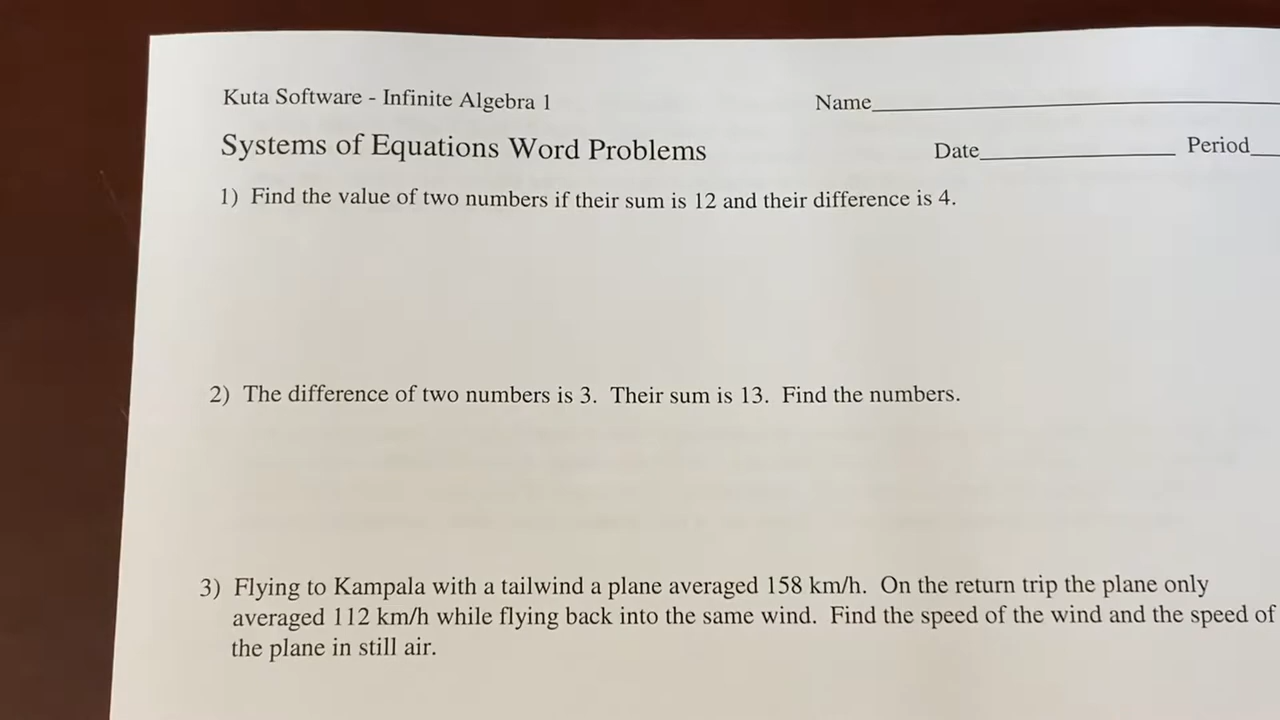 Kuta Software - Infinite Algebra 1
Name
Systems of Equations Word Problems
Date Period
1) Find the value of two numbers if their sum is 12 and their difference is 4.
2) The difference of two numbers is 3. Their sum is 13. Find the numbers.
3) Flying to Kampala with a tailwind a plane averaged 158 km/h. On the return trip the plane only
averaged 112 km/h while flying back into the same wind. Find the speed of the wind and the speed of
the plane in still air.